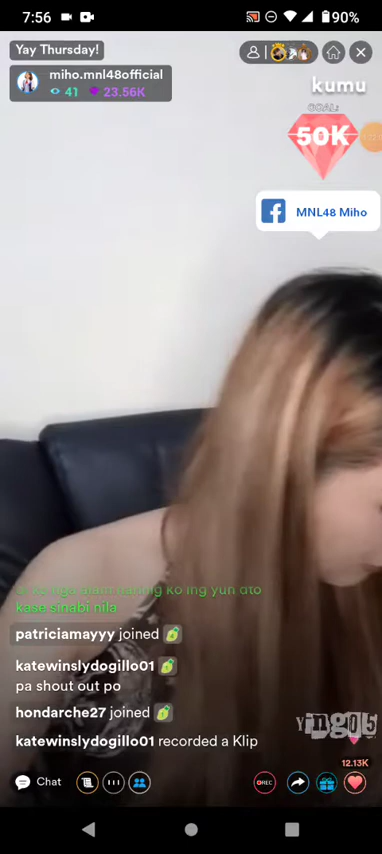 7:56
90%
Yay Thursday!
miho.mnl48official
41 23.56K
kumu
GOAL:
50K
MNL48 Miho
kase sinabi nila
patriciamayyy joined
katewinslydogillo01
pa shout out po
hondarche27 joined
katewinslydogillo01 recorded a Klip
12.13K
Chat
REC